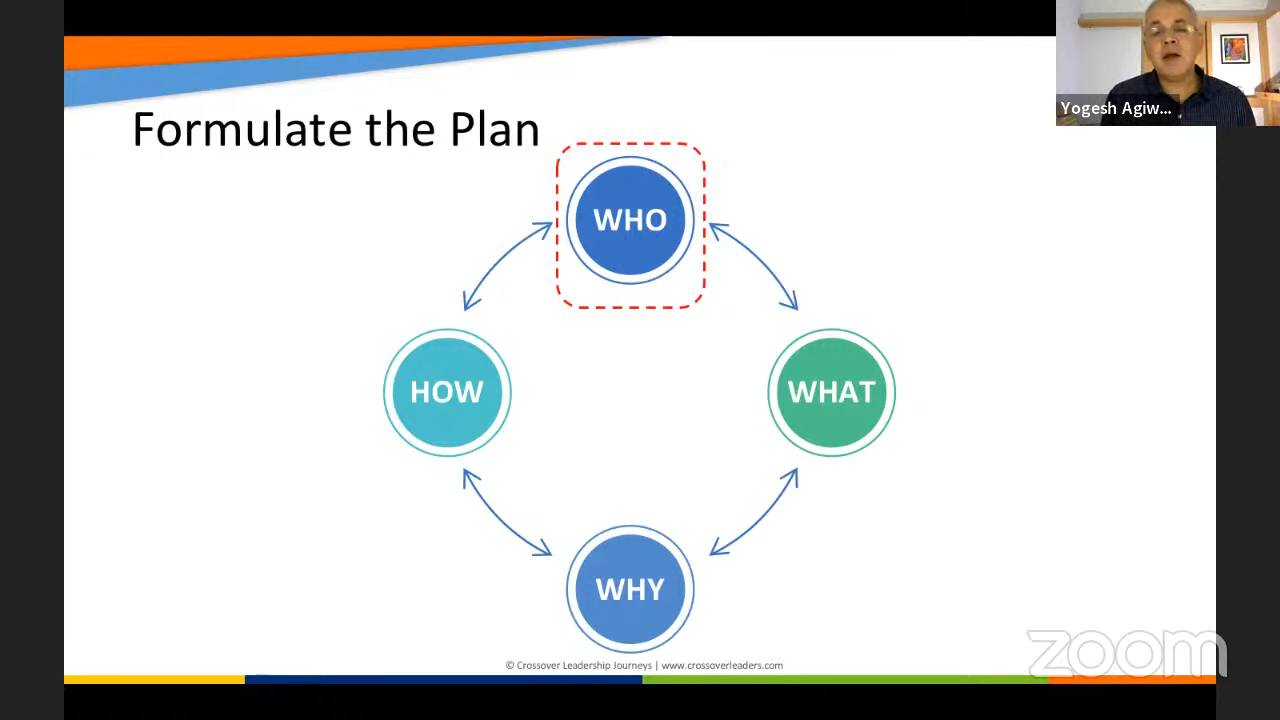 Yogesh Agiw...
Formulate the Plan
WHO
HOW
WHAT
WHY
© Crossover Leadership Journeys | www.crossoverleaders.com
zoom